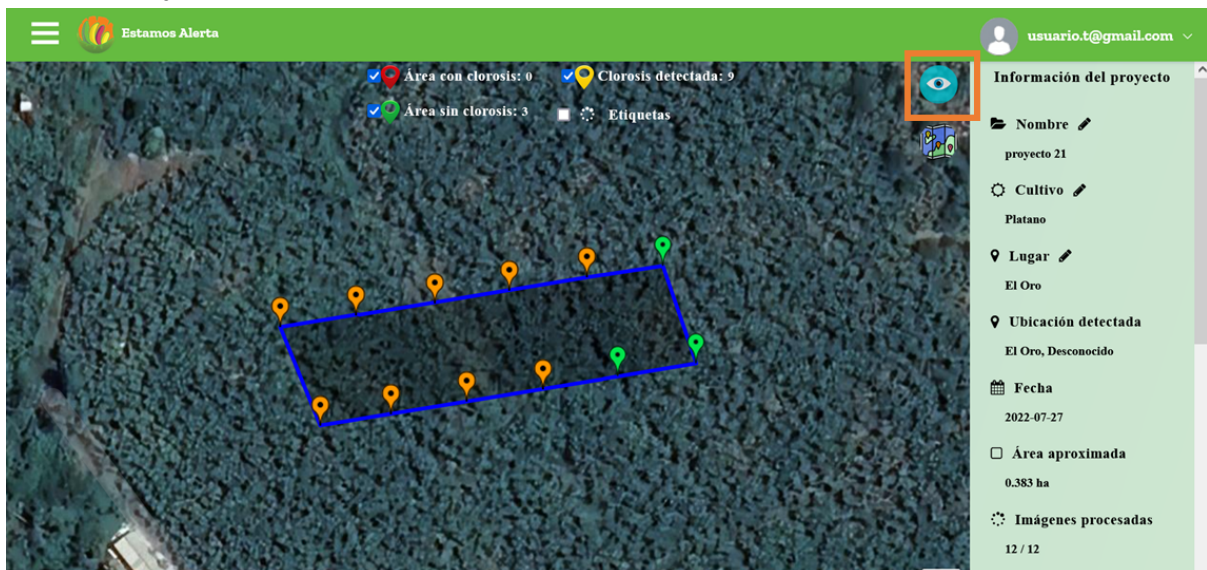 Estamos Alerta
usuario.t@gmail.com
Área con clorosis: 0
Clorosis detectada: 9
Área sin clorosis: 3
Etiquetas
Información del proyecto
Nombre
proyecto 21
Cultivo
Platano
Lugar
El Oro
Ubicación detectada
El Oro, Desconocido
Fecha
2022-07-27
Área aproximada
0.383 ha
Imágenes procesadas
12 / 12